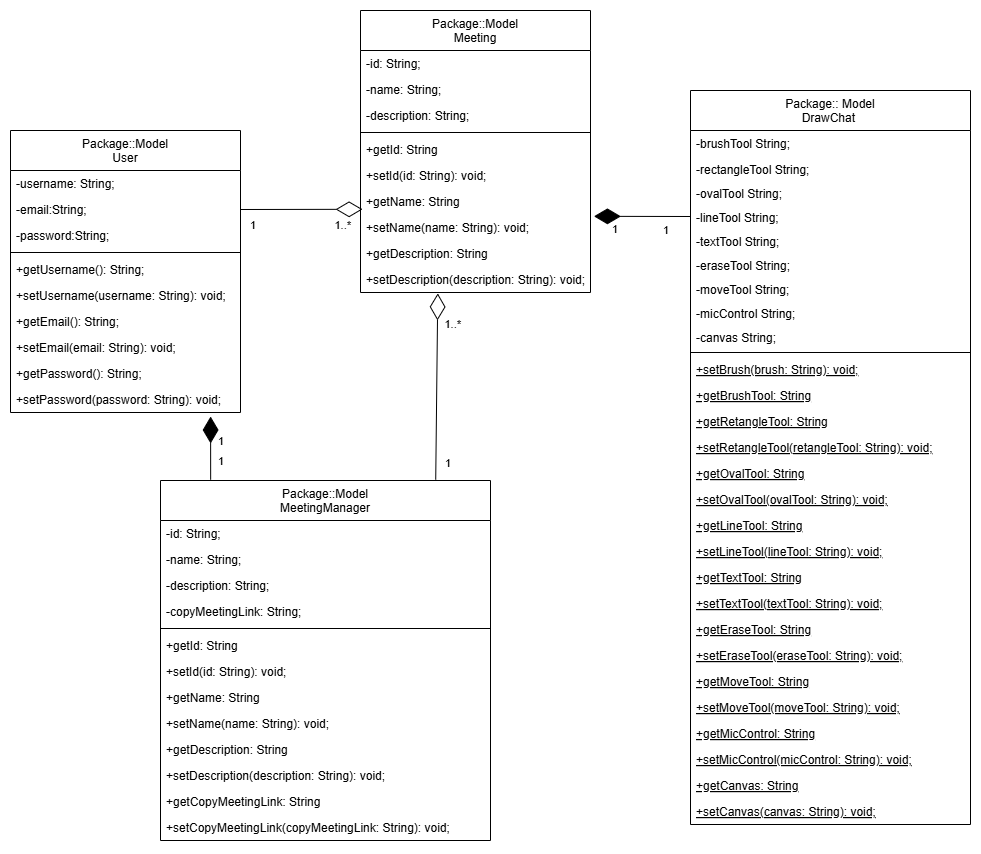 Package::Model
Meeting
-id: String;
-name: String;
-description: String;
+getId: String
+setId(id: String): void;
+getName: String
+setName(name: String): void;
+getDescription: String
+setDescription(description: String): void;
Package::Model
User
-username: String;
-email:String;
-password:String;
+getUsername(): String;
+setUsername(username: String): void;
+getEmail(): String;
+setEmail(email: String): void;
+getPassword(): String;
+setPassword(password: String): void;
1
1..*
1
1
1..*
1
1
1
Package:: Model
DrawChat
-brushTool String;
-rectangleTool String;
-ovalTool String;
-lineTool String;
-textTool String;
-eraseTool String;
-moveTool String;
-micControl String;
-canvas String;
+setBrush(brush: String): void;
+getBrushTool: String
+getRetangleTool: String
+setRetangleTool(retangleTool: String): void;
+getOvalTool: String
+setOvalTool(ovalTool: String): void;
+getLineTool: String
+setLineTool(lineTool: String): void;
+getTextTool: String
+setTextTool(textTool: String): void;
+getEraseTool: String
+setEraseTool(eraseTool: String): void;
+getMoveTool: String
+setMoveTool(moveTool: String): void;
+getMicControl: String
+setMicControl(micControl: String): void;
+getCanvas: String
+setCanvas(canvas: String): void;
Package::Model
MeetingManager
-id: String;
-name: String;
-description: String;
-copyMeetingLink: String;
+getId: String
+setId(id: String): void;
+getName: String
+setName(name: String): void;
+getDescription: String
+setDescription(description: String): void;
+getCopyMeetingLink: String
+setCopyMeetingLink(copyMeetingLink: String): void;